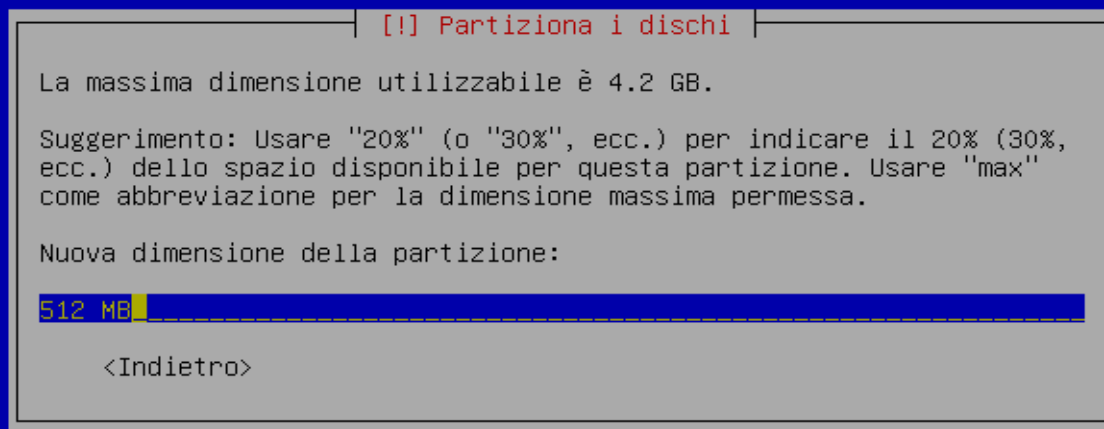 [!] Partiziona i dischi
La massima dimensione utilizzabile è 4.2 GB.
Suggerimento: Usare "20%" (o "30%", ecc.) per indicare il 20% (30%,
ecc.) dello spazio disponibile per questa partizione. Usare "max"
come abbreviazione per la dimensione massima permessa.
Nuova dimensione della partizione:
512 MB
<Indietro>